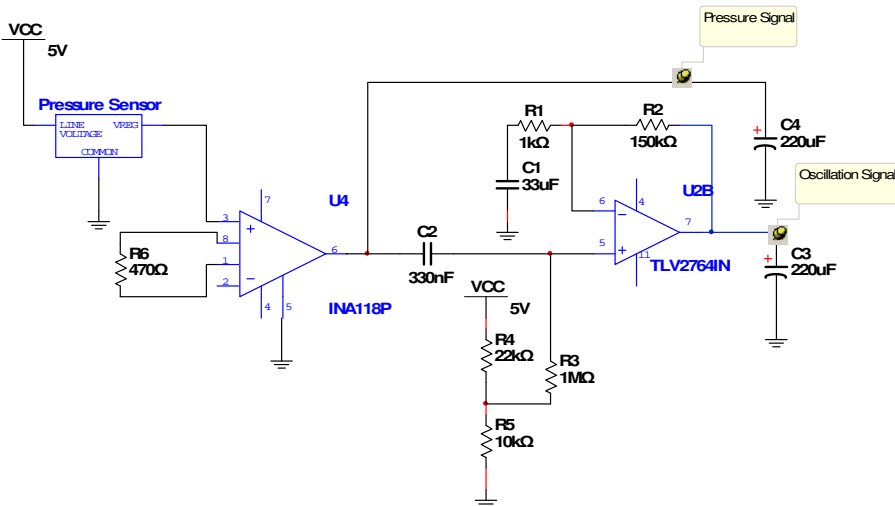 Pressure Signal
VCC
5V
Pressure Sensor
LINE
VOLTAGE
VREG
COMMON
R1
1kΩ
R2
150kΩ
+
C4
220uF
C1
33uF
Oscillation Signal
7
U4
3
+
8
1
−
2
6
R6
470Ω
4
5
INA118P
C2
330nF
U2B
4
6
−
5
+
7
11
TLV2764IN
+
C3
220uF
VCC
5V
R4
22kΩ
R3
1MΩ
R5
10kΩ